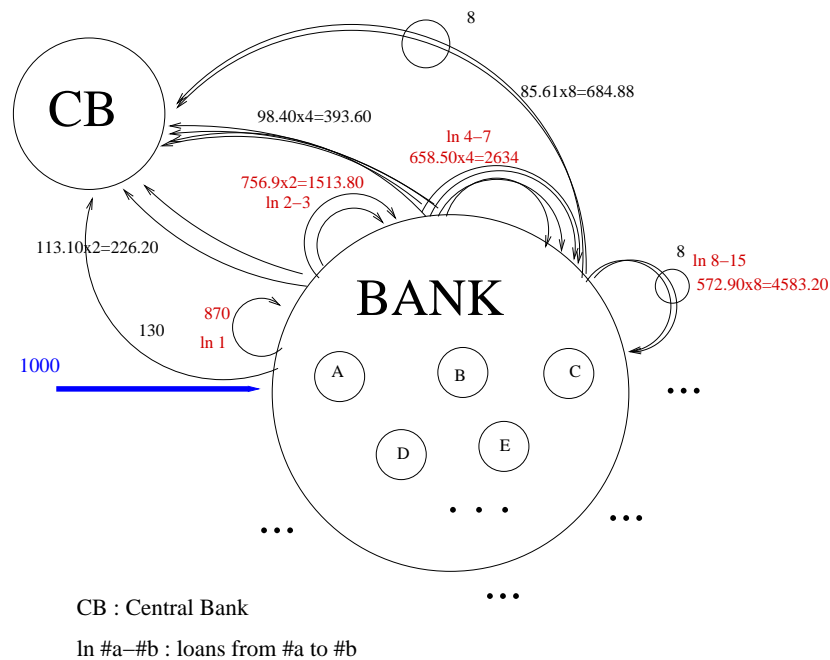 8
CB
85.61x8=684.88
98.40x4=393.60
ln 4−7
658.50x4=2634
756.9x2=1513.80
ln 2−3
113.10x2=226.20
8
ln 8−15
572.90x8=4583.20
BANK
870
ln 1
130
1000
A
B
C
D
E
CB : Central Bank
ln #a−#b : loans from #a to #b